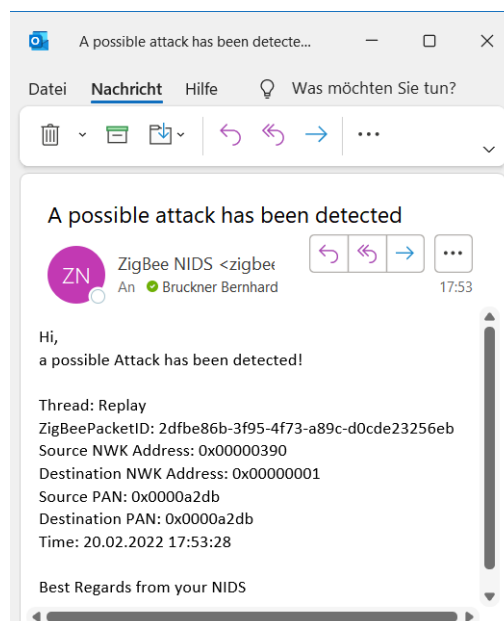 A possible attack has been detecte...
Datei Nachricht Hilfe Was möchten Sie tun?
A possible attack has been detected
ZN
ZigBee NIDS <zigbee
An Bruckner Bernhard
17:53
Hi,
a possible Attack has been detected!
Thread: Replay
ZigBeePacketID: 2dfbe86b-3f95-4f73-a89c-d0cde23256eb
Source NWK Address: 0x00000390
Destination NWK Address: 0x00000001
Source PAN: 0x0000a2db
Destination PAN: 0x0000a2db
Time: 20.02.2022 17:53:28
Best Regards from your NIDS